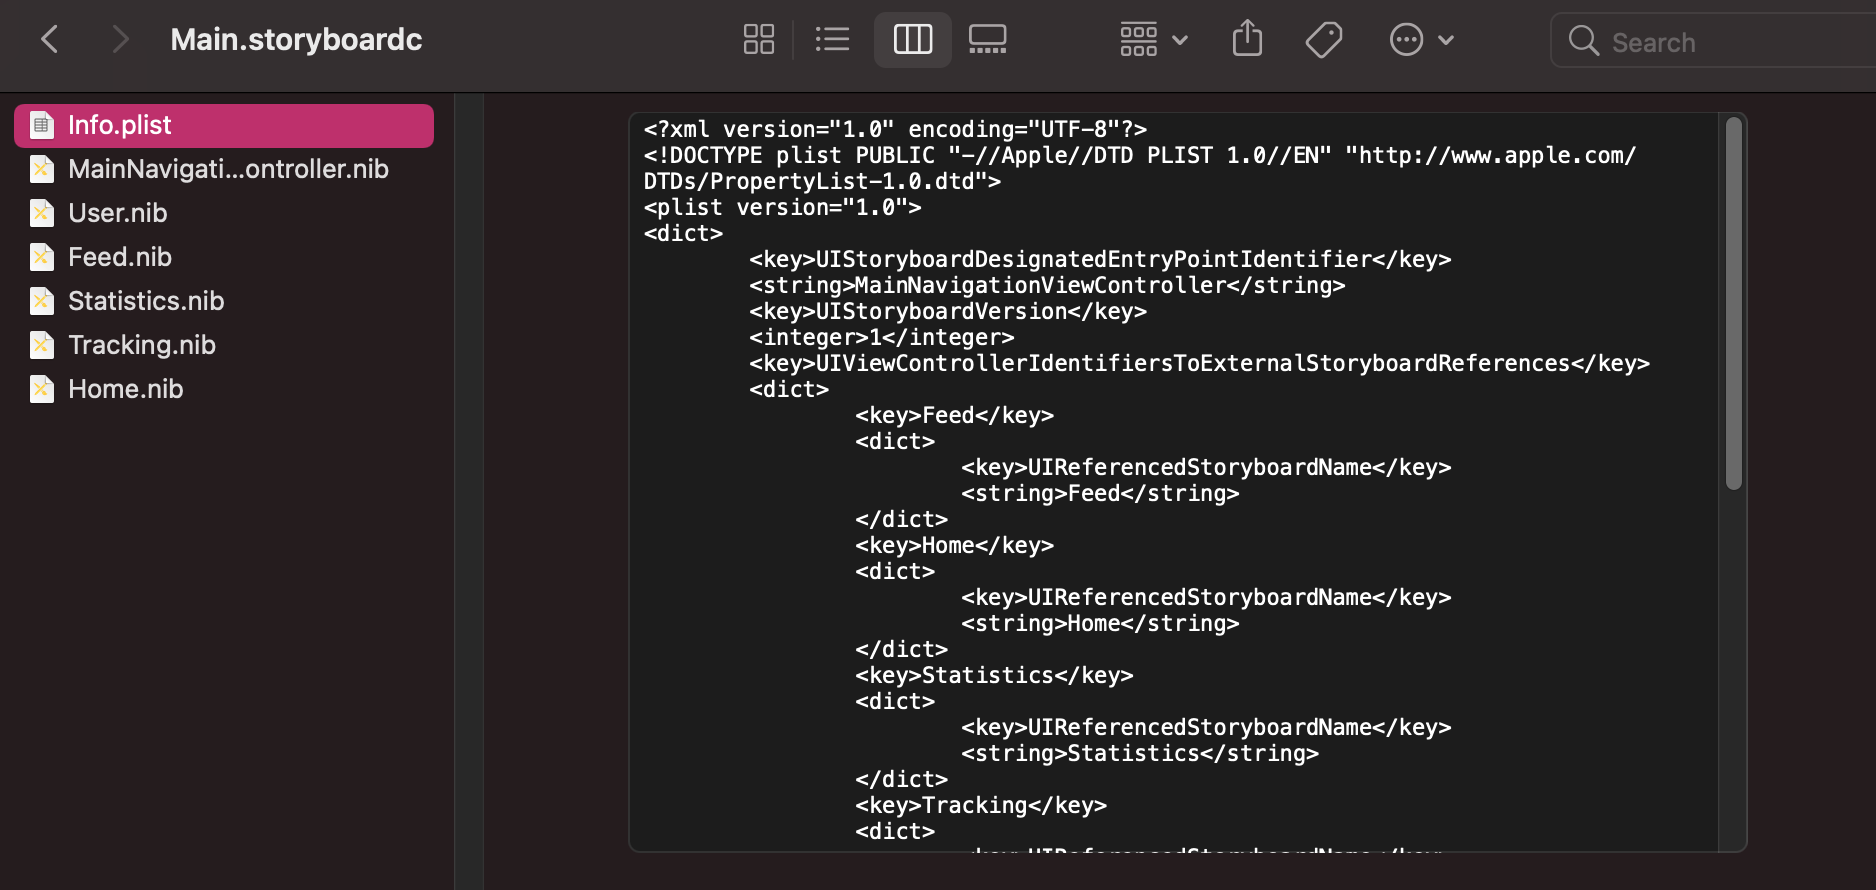 Main.storyboardc
Search
Info.plist
MainNavigati...ontroller.nib
User.nib
Feed.nib
Statistics.nib
Tracking.nib
Home.nib
<?xml version="1.0" encoding="UTF-8"?>
<!DOCTYPE plist PUBLIC "-//Apple//DTD PLIST 1.0//EN" "http://www.apple.com/
DTDs/PropertyList-1.0.dtd">
<plist version="1.0">
<dict>
<key>UIStoryboardDesignatedEntryPointIdentifier</key>
<string>MainNavigationViewController</string>
<key>UIStoryboardVersion</key>
<integer>1</integer>
<key>UIViewControllerIdentifiersToExternalStoryboardReferences</key>
<dict>
<key>Feed</key>
<dict>
<key>UIReferencedStoryboardName</key>
<string>Feed</string>
</dict>
<key>Home</key>
<dict>
<key>UIReferencedStoryboardName</key>
<string>Home</string>
</dict>
<key>Statistics</key>
<dict>
<key>UIReferencedStoryboardName</key>
<string>Statistics</string>
</dict>
<key>Tracking</key>
<dict>